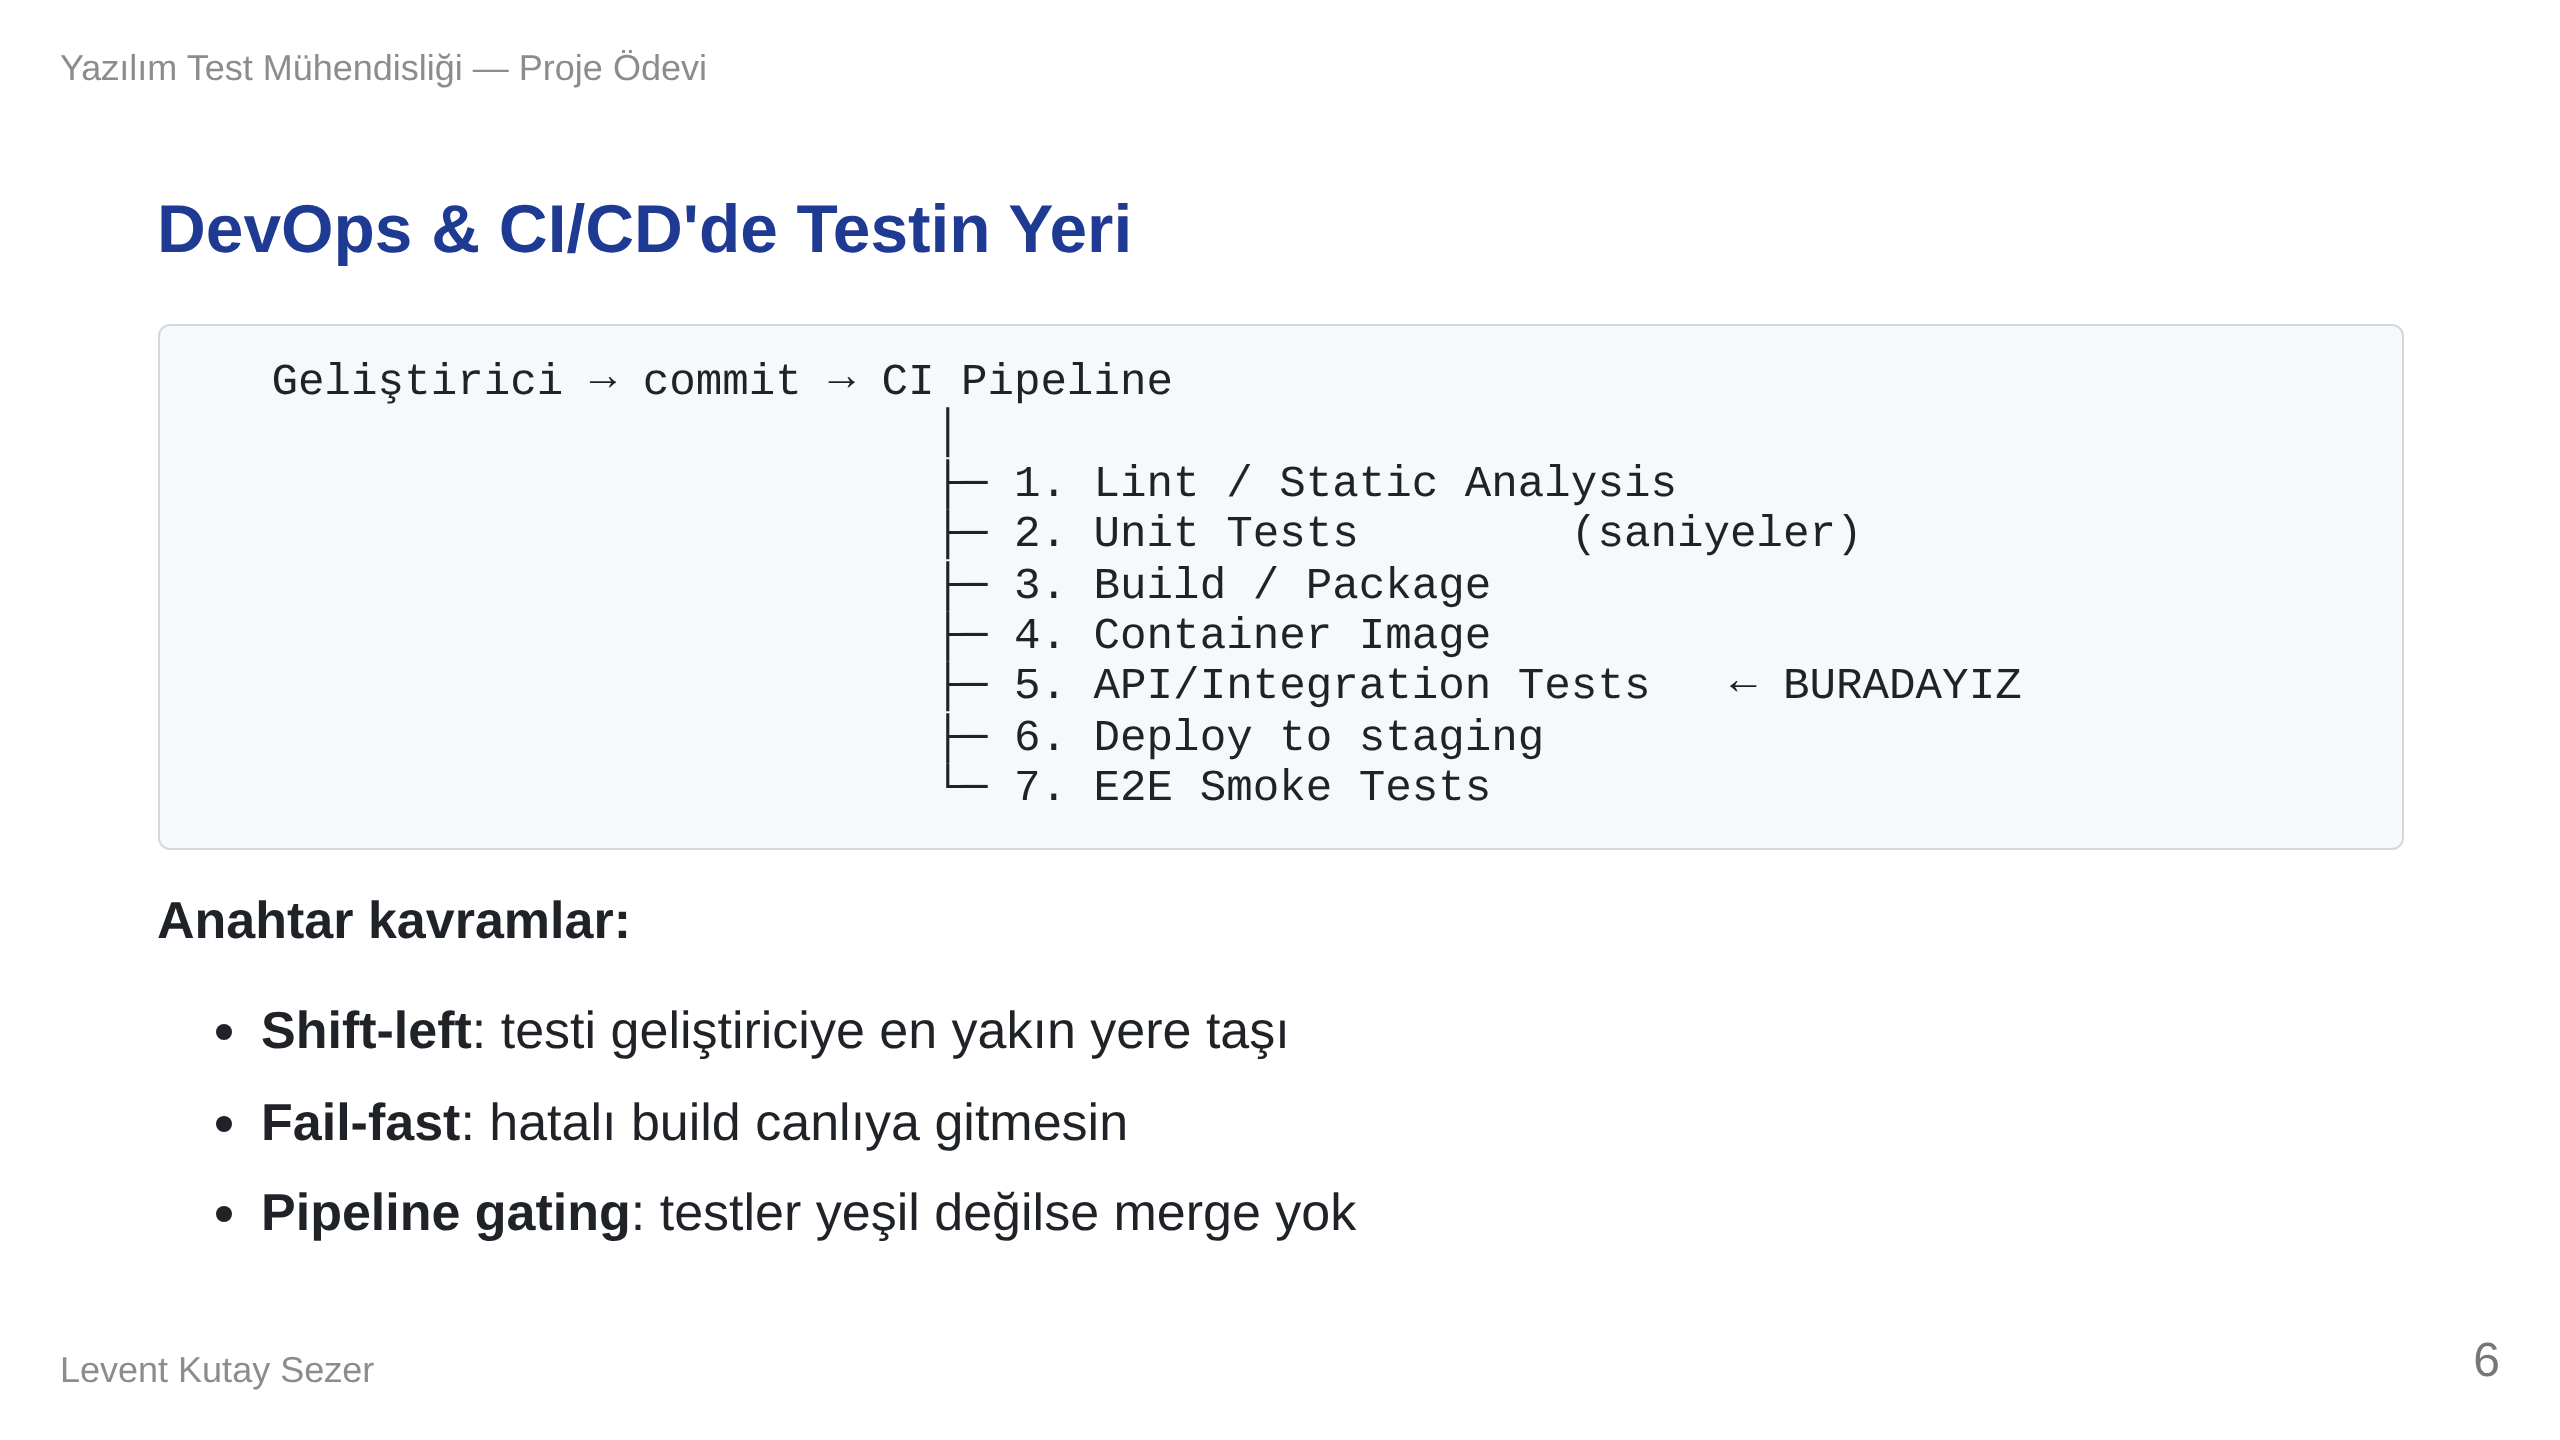 Yazılım Test Mühendisliği — Proje Ödevi
DevOps & CI/CD'de Testin Yeri
Geliştirici → commit → CI Pipeline
│
├─ 1. Lint / Static Analysis
├─ 2. Unit Tests        (saniyeler)
├─ 3. Build / Package
├─ 4. Container Image
├─ 5. API/Integration Tests   ← BURADAYIZ
├─ 6. Deploy to staging
└─ 7. E2E Smoke Tests
Anahtar kavramlar:
• Shift-left: testi geliştiriciye en yakın yere taşı
• Fail-fast: hatalı build canlıya gitmesin
• Pipeline gating: testler yeşil değilse merge yok
Levent Kutay Sezer
6